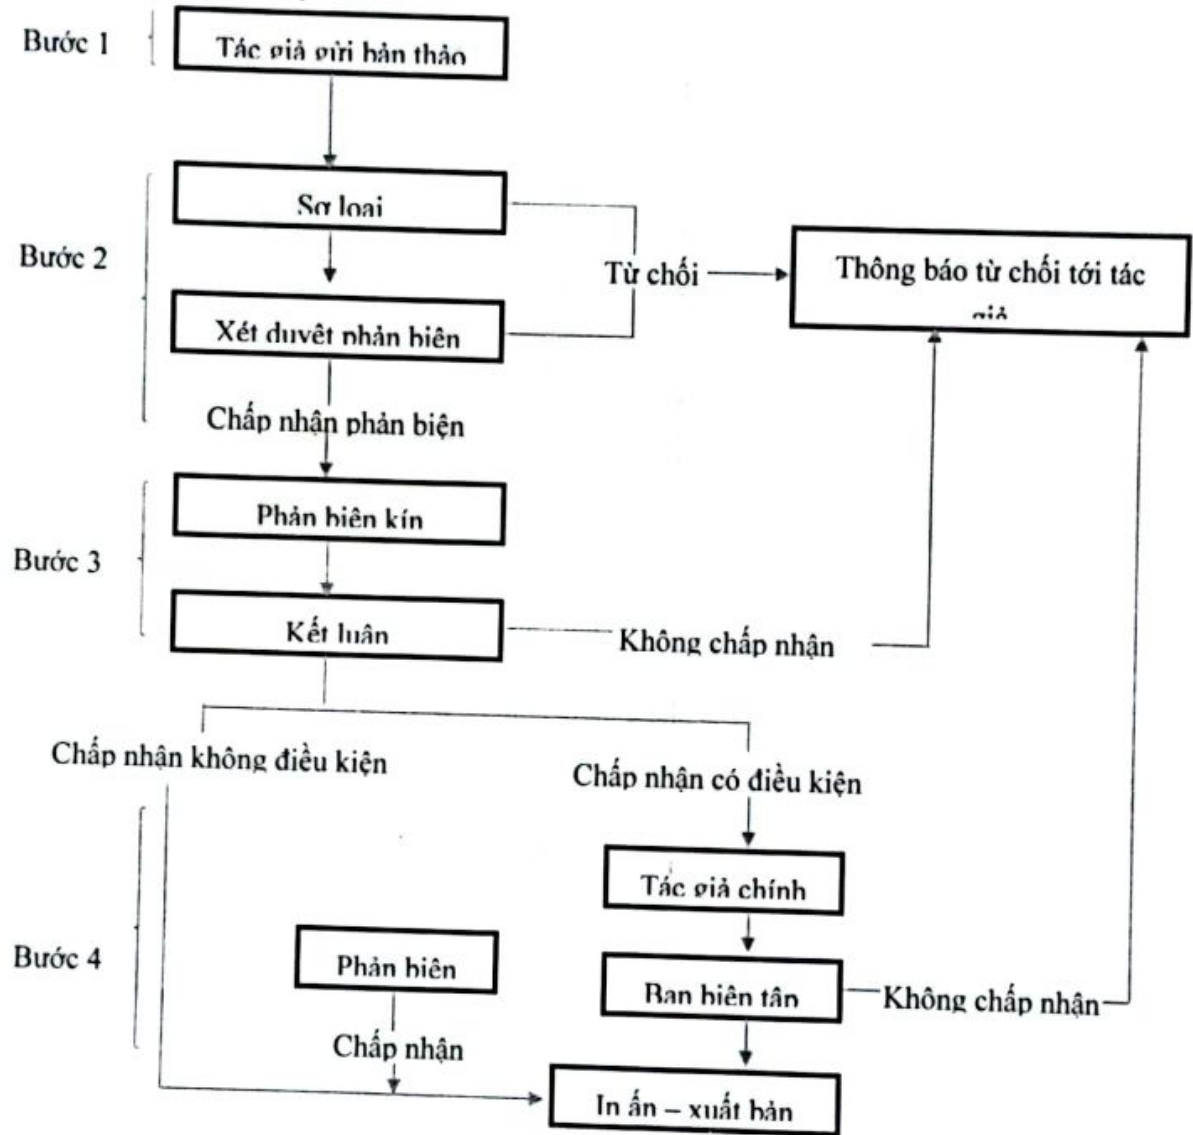 Bước 1
Tác giả gửi bản thảo
Sơ loại
Bước 2
Từ chối
Thông báo từ chối tới tác
giả
Xét duyệt phản biện
Chấp nhận phản biện
Phản biện kín
Bước 3
Kết luận
Không chấp nhận
Chấp nhận không điều kiện
Chấp nhận có điều kiện
Tác giả chính
Bước 4
Phản biện
Ban biên tập
Không chấp nhận
Chấp nhận
In ấn – xuất bản